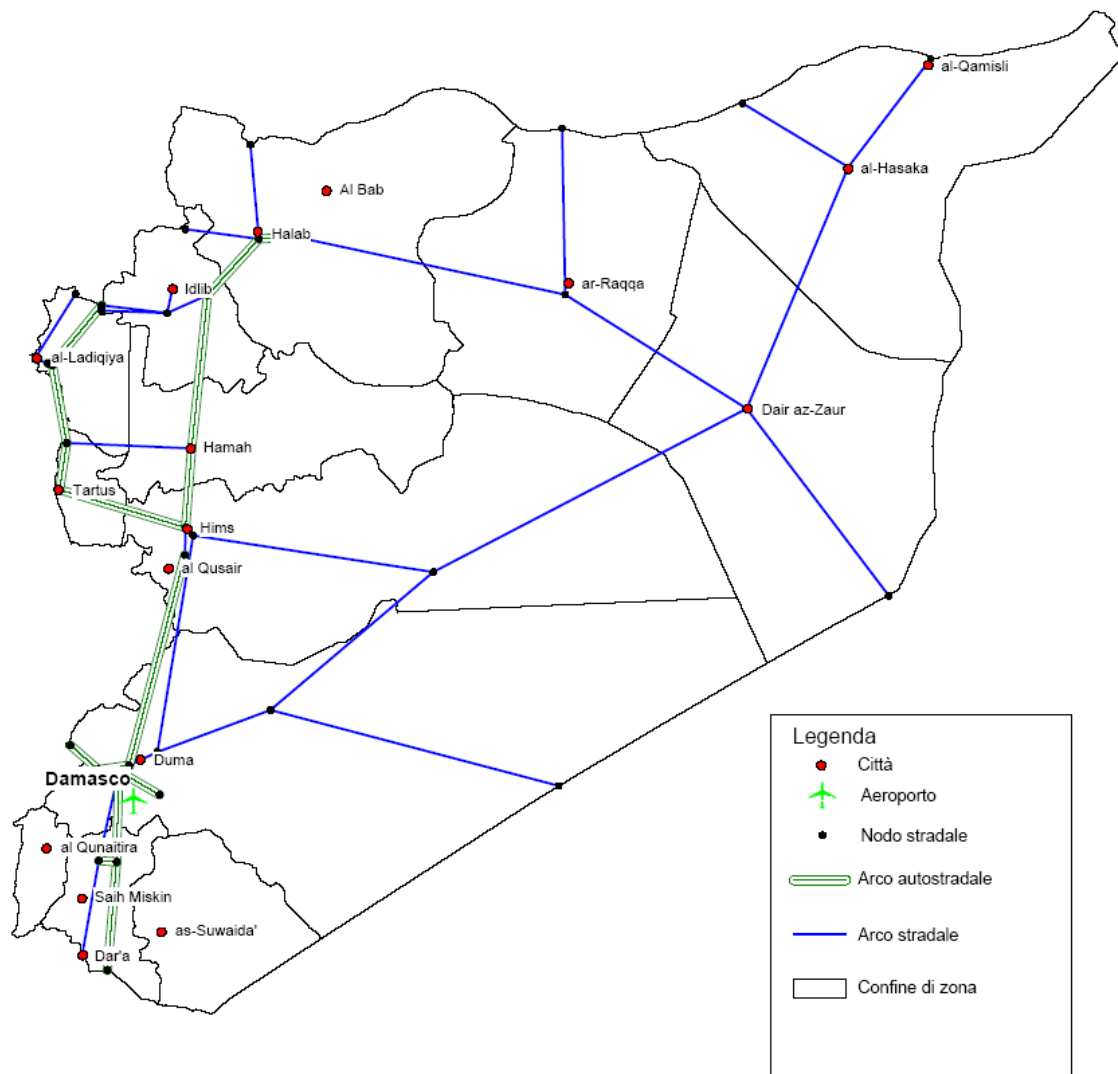 al-Qamisli
al-Hasaka
Al Bab
Halab
Idlib
ar-Raqqa
al-Ladiqiya
Dair az-Zaur
Hamah
Tartus
Hims
al Qusair
Duma
Damasco
al Qunaitira
Saih Miskin
as-Suwaida'
Dar'a
Legenda
Città
Aeroporto
Nodo stradale
Arco autostradale
Arco stradale
Confine di zona